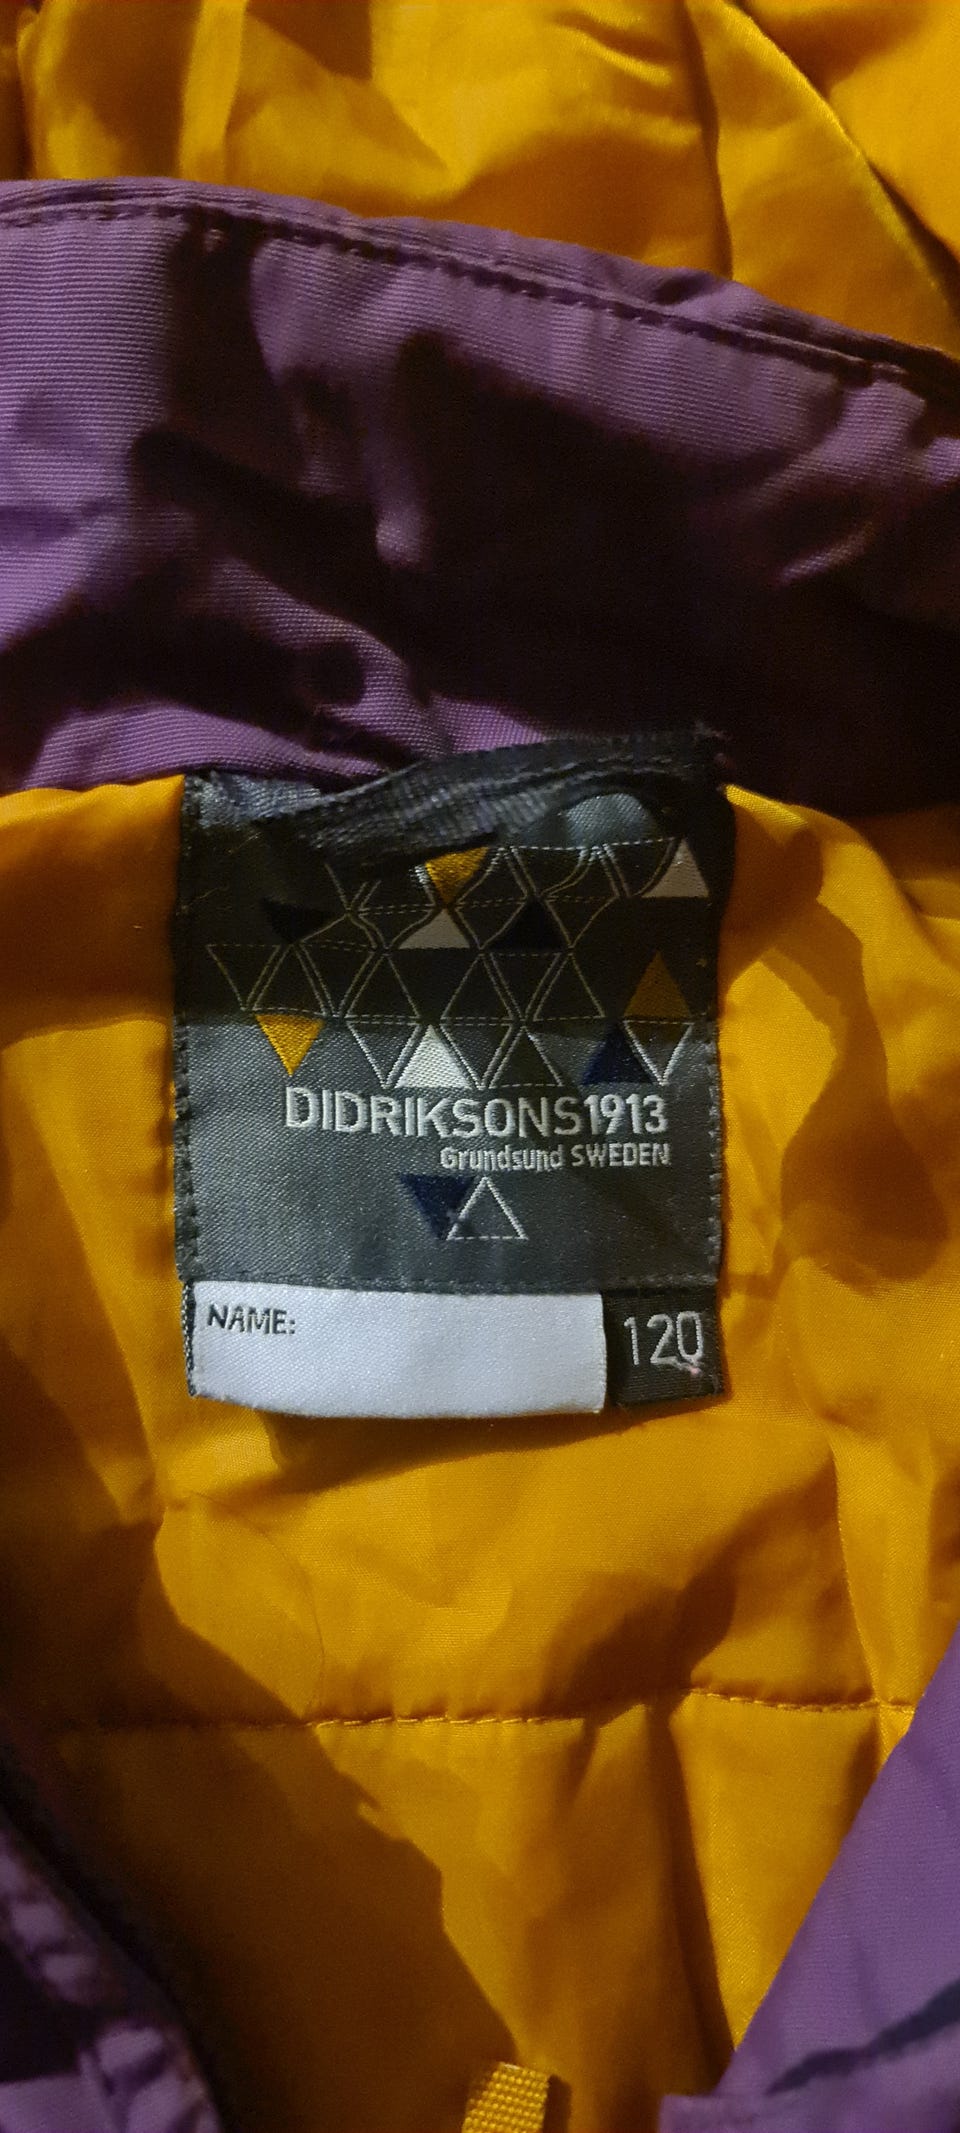 DIDRIKSONS1913
Grundsund SWEDEN
NAME:
120